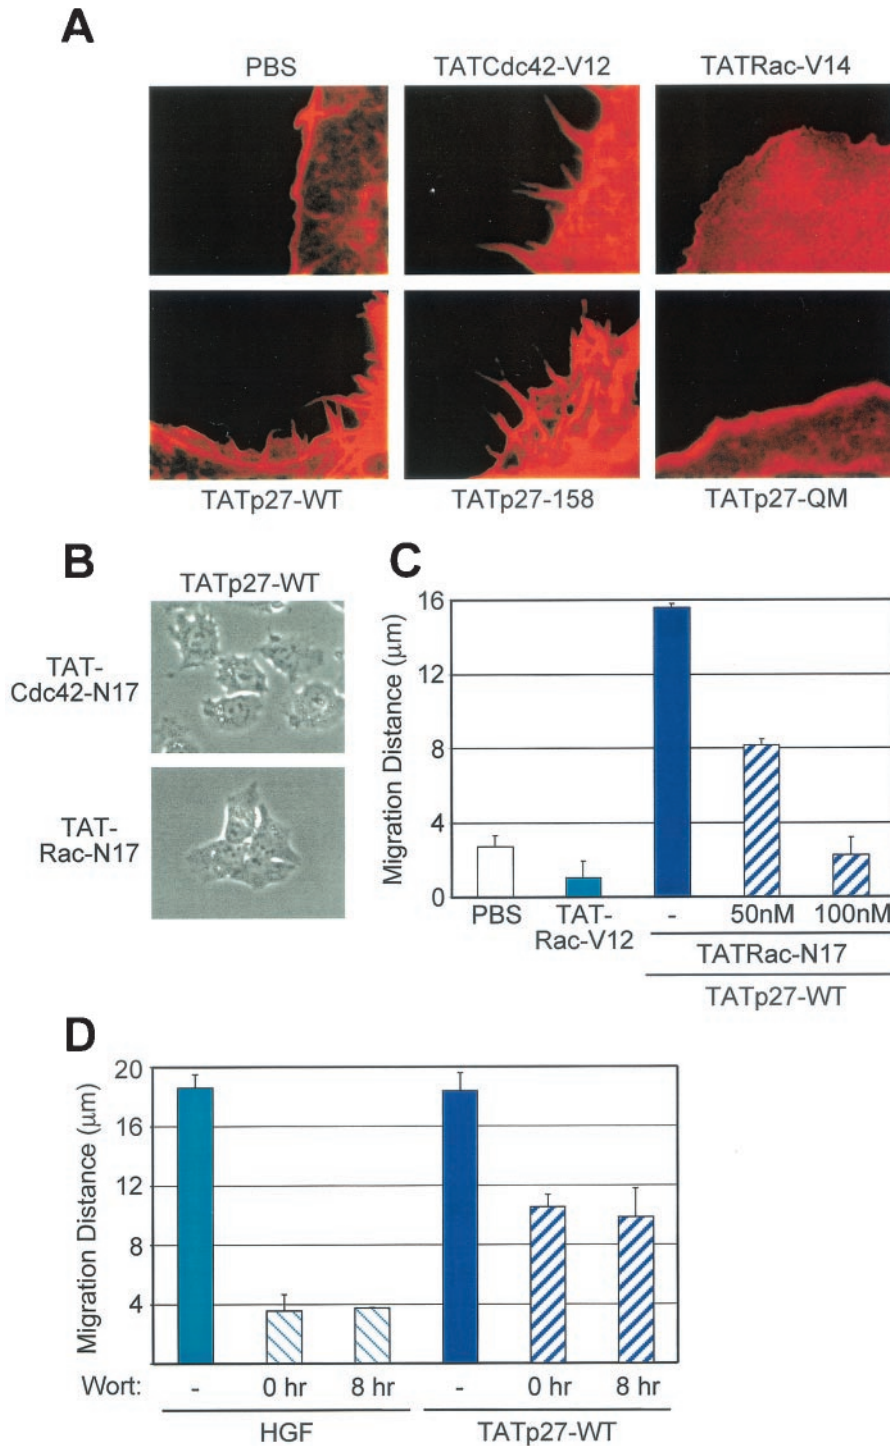 A
PBS
TATCdc42-V12
TATRac-V14
TATp27-WT
TATp27-158
TATp27-QM
B
TATp27-WT
TAT-
Cdc42-N17
TAT-
Rac-N17
C
Migration Distance (μm)
16
12
8
4
0
PBS
TAT-
Rac-V12
-
50nM
100nM
TATRac-N17
TATp27-WT
D
Migration Distance (μm)
20
16
12
8
4
Wort:
-
0 hr
8 hr
-
0 hr
8 hr
HGF
TATp27-WT